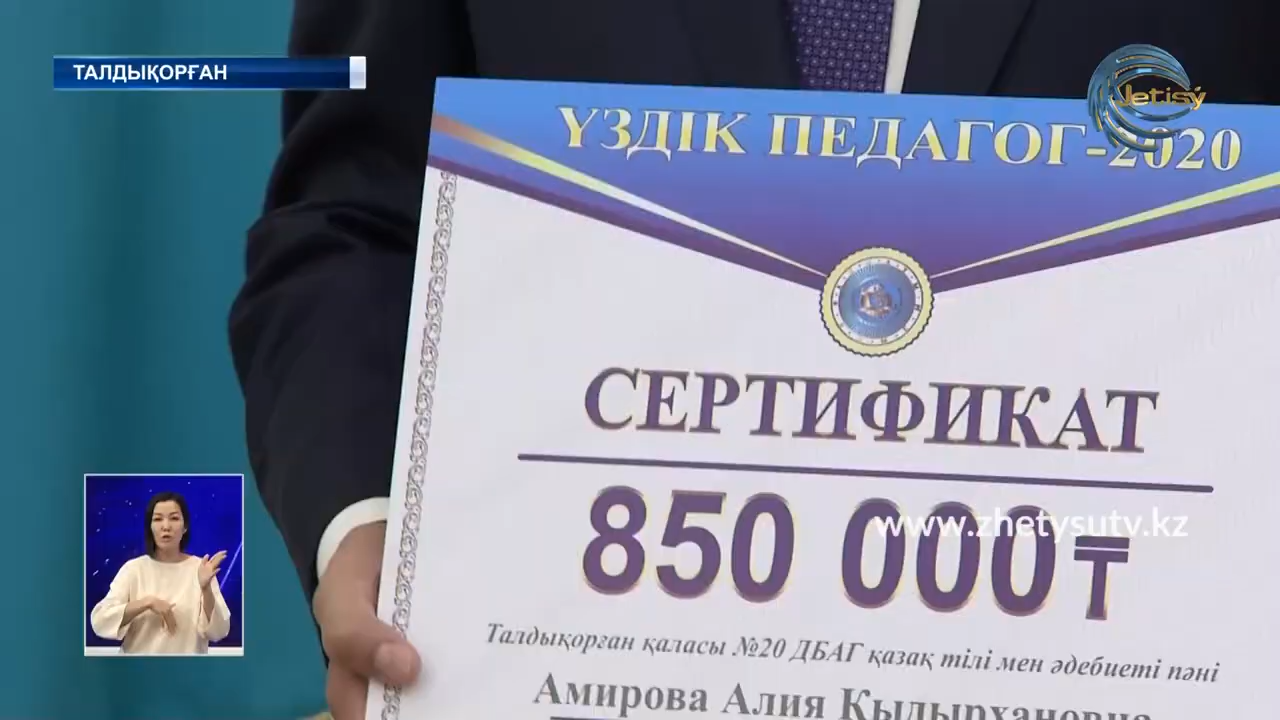 ТАЛДЫҚОРҒАН
Jetisý
ҮЗДІК ПЕДАГОГ-2020
СЕРТИФИКАТ
850 000₸
www.zhetysutv.kz
Талдықорған қаласы №20 ДБАГ қазақ тілі мен әдебиеті пәні
Амирова Алия Қыдырхановна